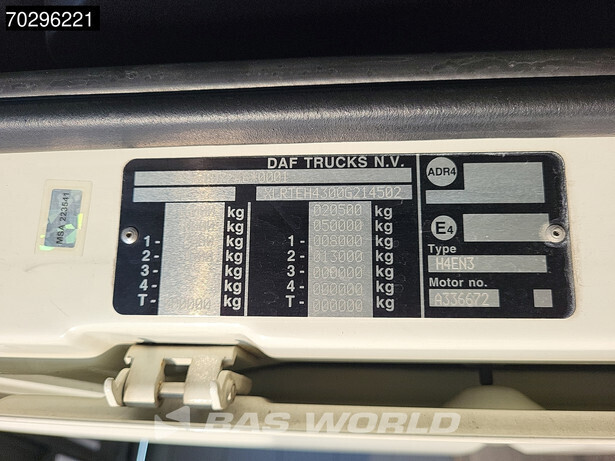 70296221
DAF TRUCKS N.V.
XLRTEH4300G214502
kg 020500 kg
kg 050000 kg
1- kg 1- 008000 kg
2- kg 2- 013000 kg
3- kg 3- 000000 kg
4- kg 4- 000000 kg
T- kg T- 000000 kg
ADR4
E4
Type
H4EN3
Motor no.
A336672
MSA 223541
BAS WORLD